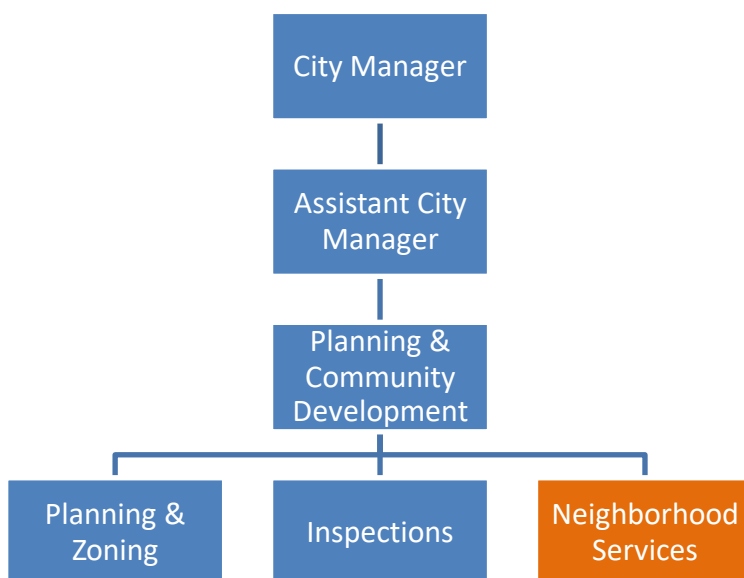 City Manager
Assistant City
Manager
Planning &
Community
Development
Planning &
Zoning
Inspections
Neighborhood
Services